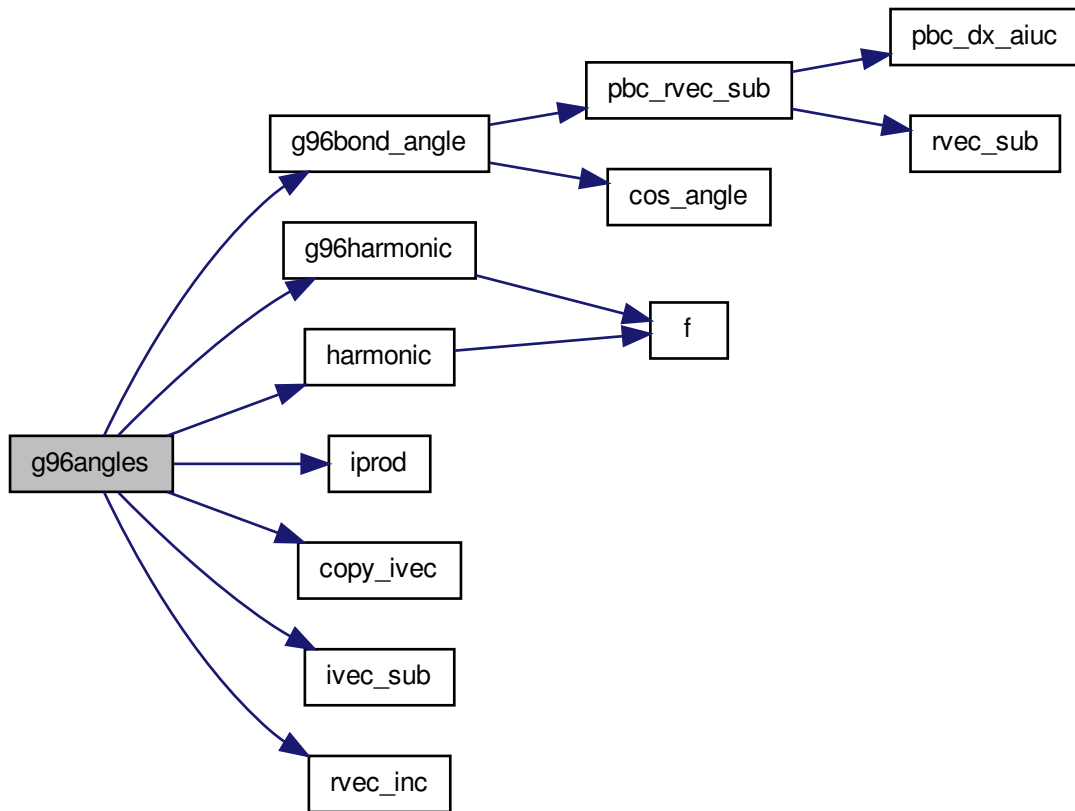 pbc_dx_aiuc
pbc_rvec_sub
g96bond_angle
rvec_sub
cos_angle
g96harmonic
f
harmonic
g96angles
iprod
copy_ivec
ivec_sub
rvec_inc